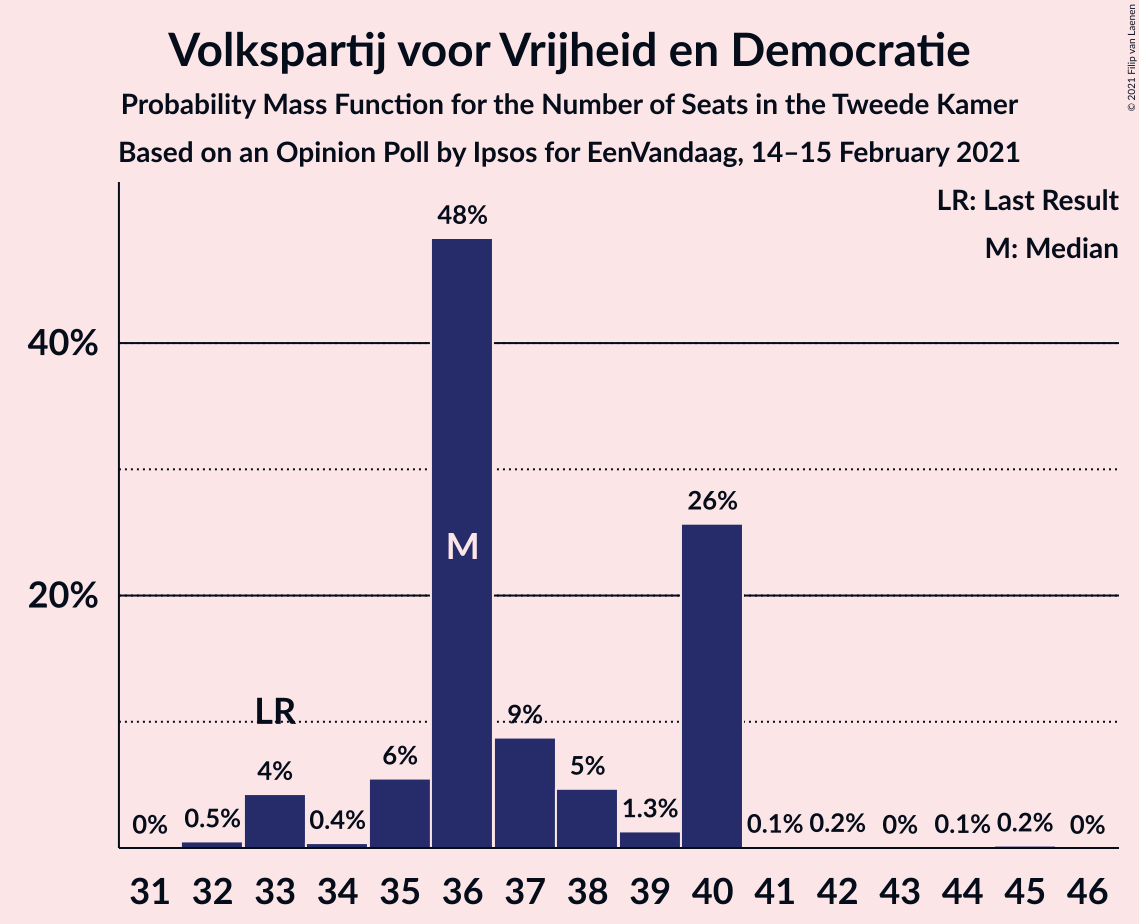 © 2021 Filip van Laenen
Volkspartij voor Vrijheid en Democratie
Probability Mass Function for the Number of Seats in the Tweede Kamer
Based on an Opinion Poll by Ipsos for EenVandaag, 14–15 February 2021
LR: Last Result
M: Median
40%
20%
0% 0.5% 4% 0.4% 6% 48% 9% 5% 1.3% 26% 0.1% 0.2% 0% 0.1% 0.2% 0%
LR
M
31 32 33 34 35 36 37 38 39 40 41 42 43 44 45 46